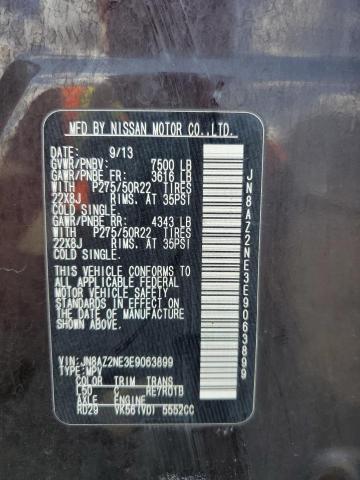 MFD BY NISSAN MOTOR CO.,LTD.
DATE: 9/13
GVWR/PNBV: 7500 LB
GAWR/PNBE FR: 3616 LB
WITH P275/50R22 TIRES
22X8J RIMS. AT 35PSI
COLD SINGLE.
GAWR/PNBE RR: 4343 LB
WITH P275/50R22 TIRES
22X8J RIMS. AT 35PSI
COLD SINGLE.
THIS VEHICLE CONFORMS TO
ALL APPLICABLE FEDERAL
MOTOR VEHICLE SAFETY
STANDARDS IN EFFECT ON
THE DATE OF MANUFACTURE
SHOWN ABOVE.
VIN: JN8AZ2NE3E9063899
TYPE: MPV
COLOR TRIM TRANS
C RE7R01B
AXLE ENGINE
RD29 VK56(VD) 5552CC
JN8AZ2NE3E9063899